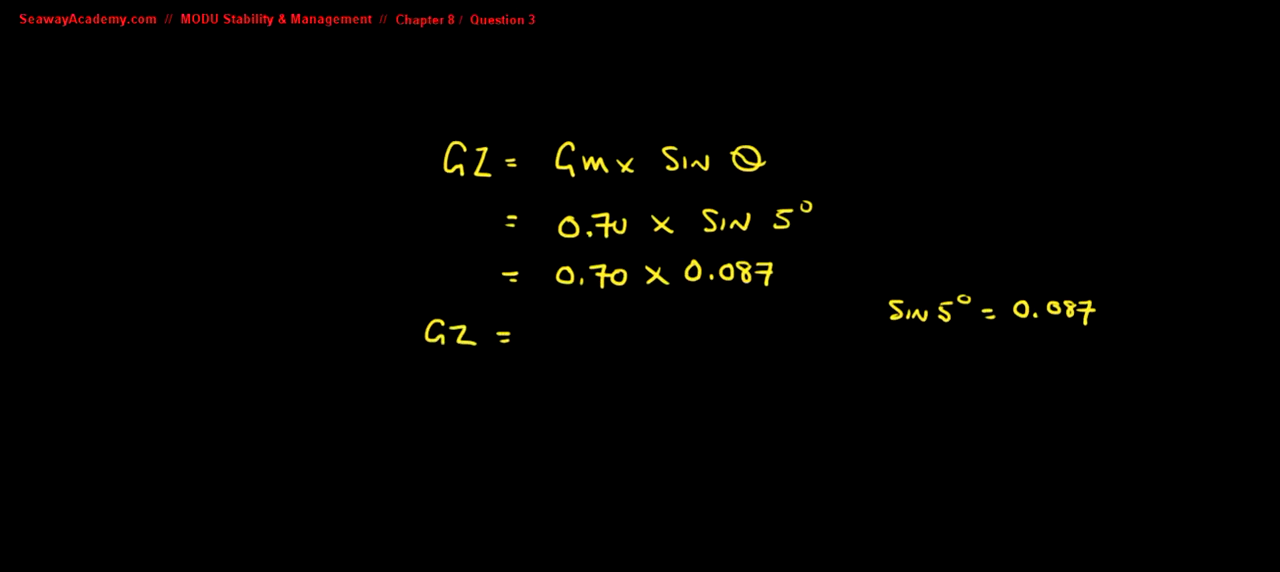 SeawayAcademy.com // MODU Stability & Management // Chapter 8 / Question 3
GZ = Gm x SIN θ
= 0.70 x SIN 5°
= 0.70 x 0.087
SIN 5° = 0.087
GZ =